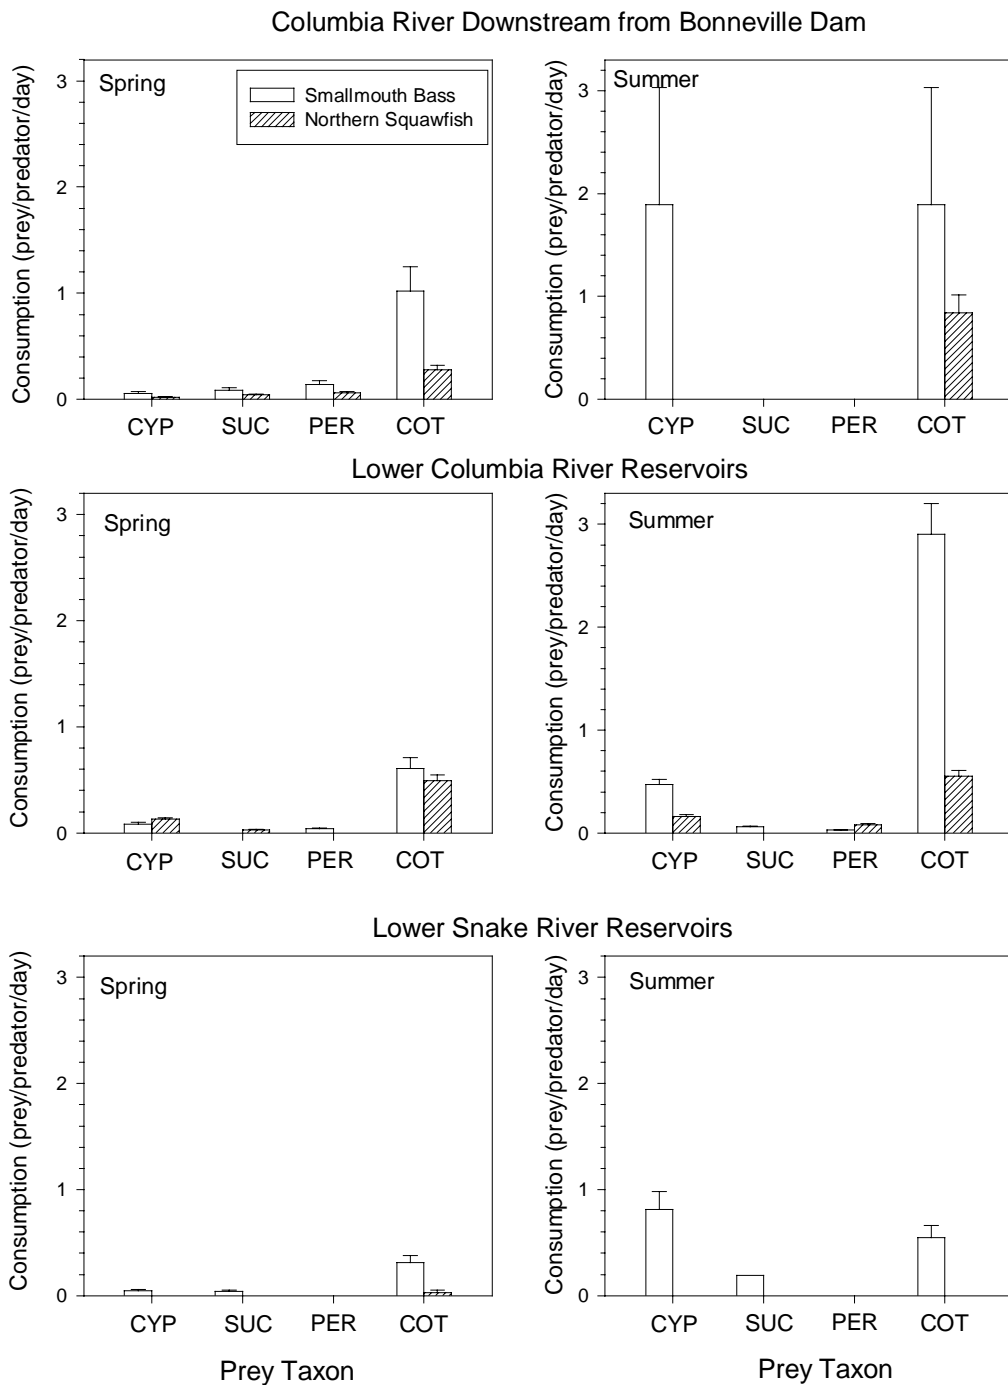 Columbia River Downstream from Bonneville Dam
Consumption (prey/predator/day)
3
2
1
0
Spring
Smallmouth Bass
Northern Squawfish
CYP SUC PER COT
Consumption (prey/predator/day)
3
2
1
0
Summer
CYP SUC PER COT
Lower Columbia River Reservoirs
Consumption (prey/predator/day)
3
2
1
0
Spring
CYP SUC PER COT
Consumption (prey/predator/day)
3
2
1
0
Summer
CYP SUC PER COT
Lower Snake River Reservoirs
Consumption (prey/predator/day)
3
2
1
0
Spring
CYP SUC PER COT
Prey Taxon
Consumption (prey/predator/day)
3
2
1
0
Summer
CYP SUC PER COT
Prey Taxon